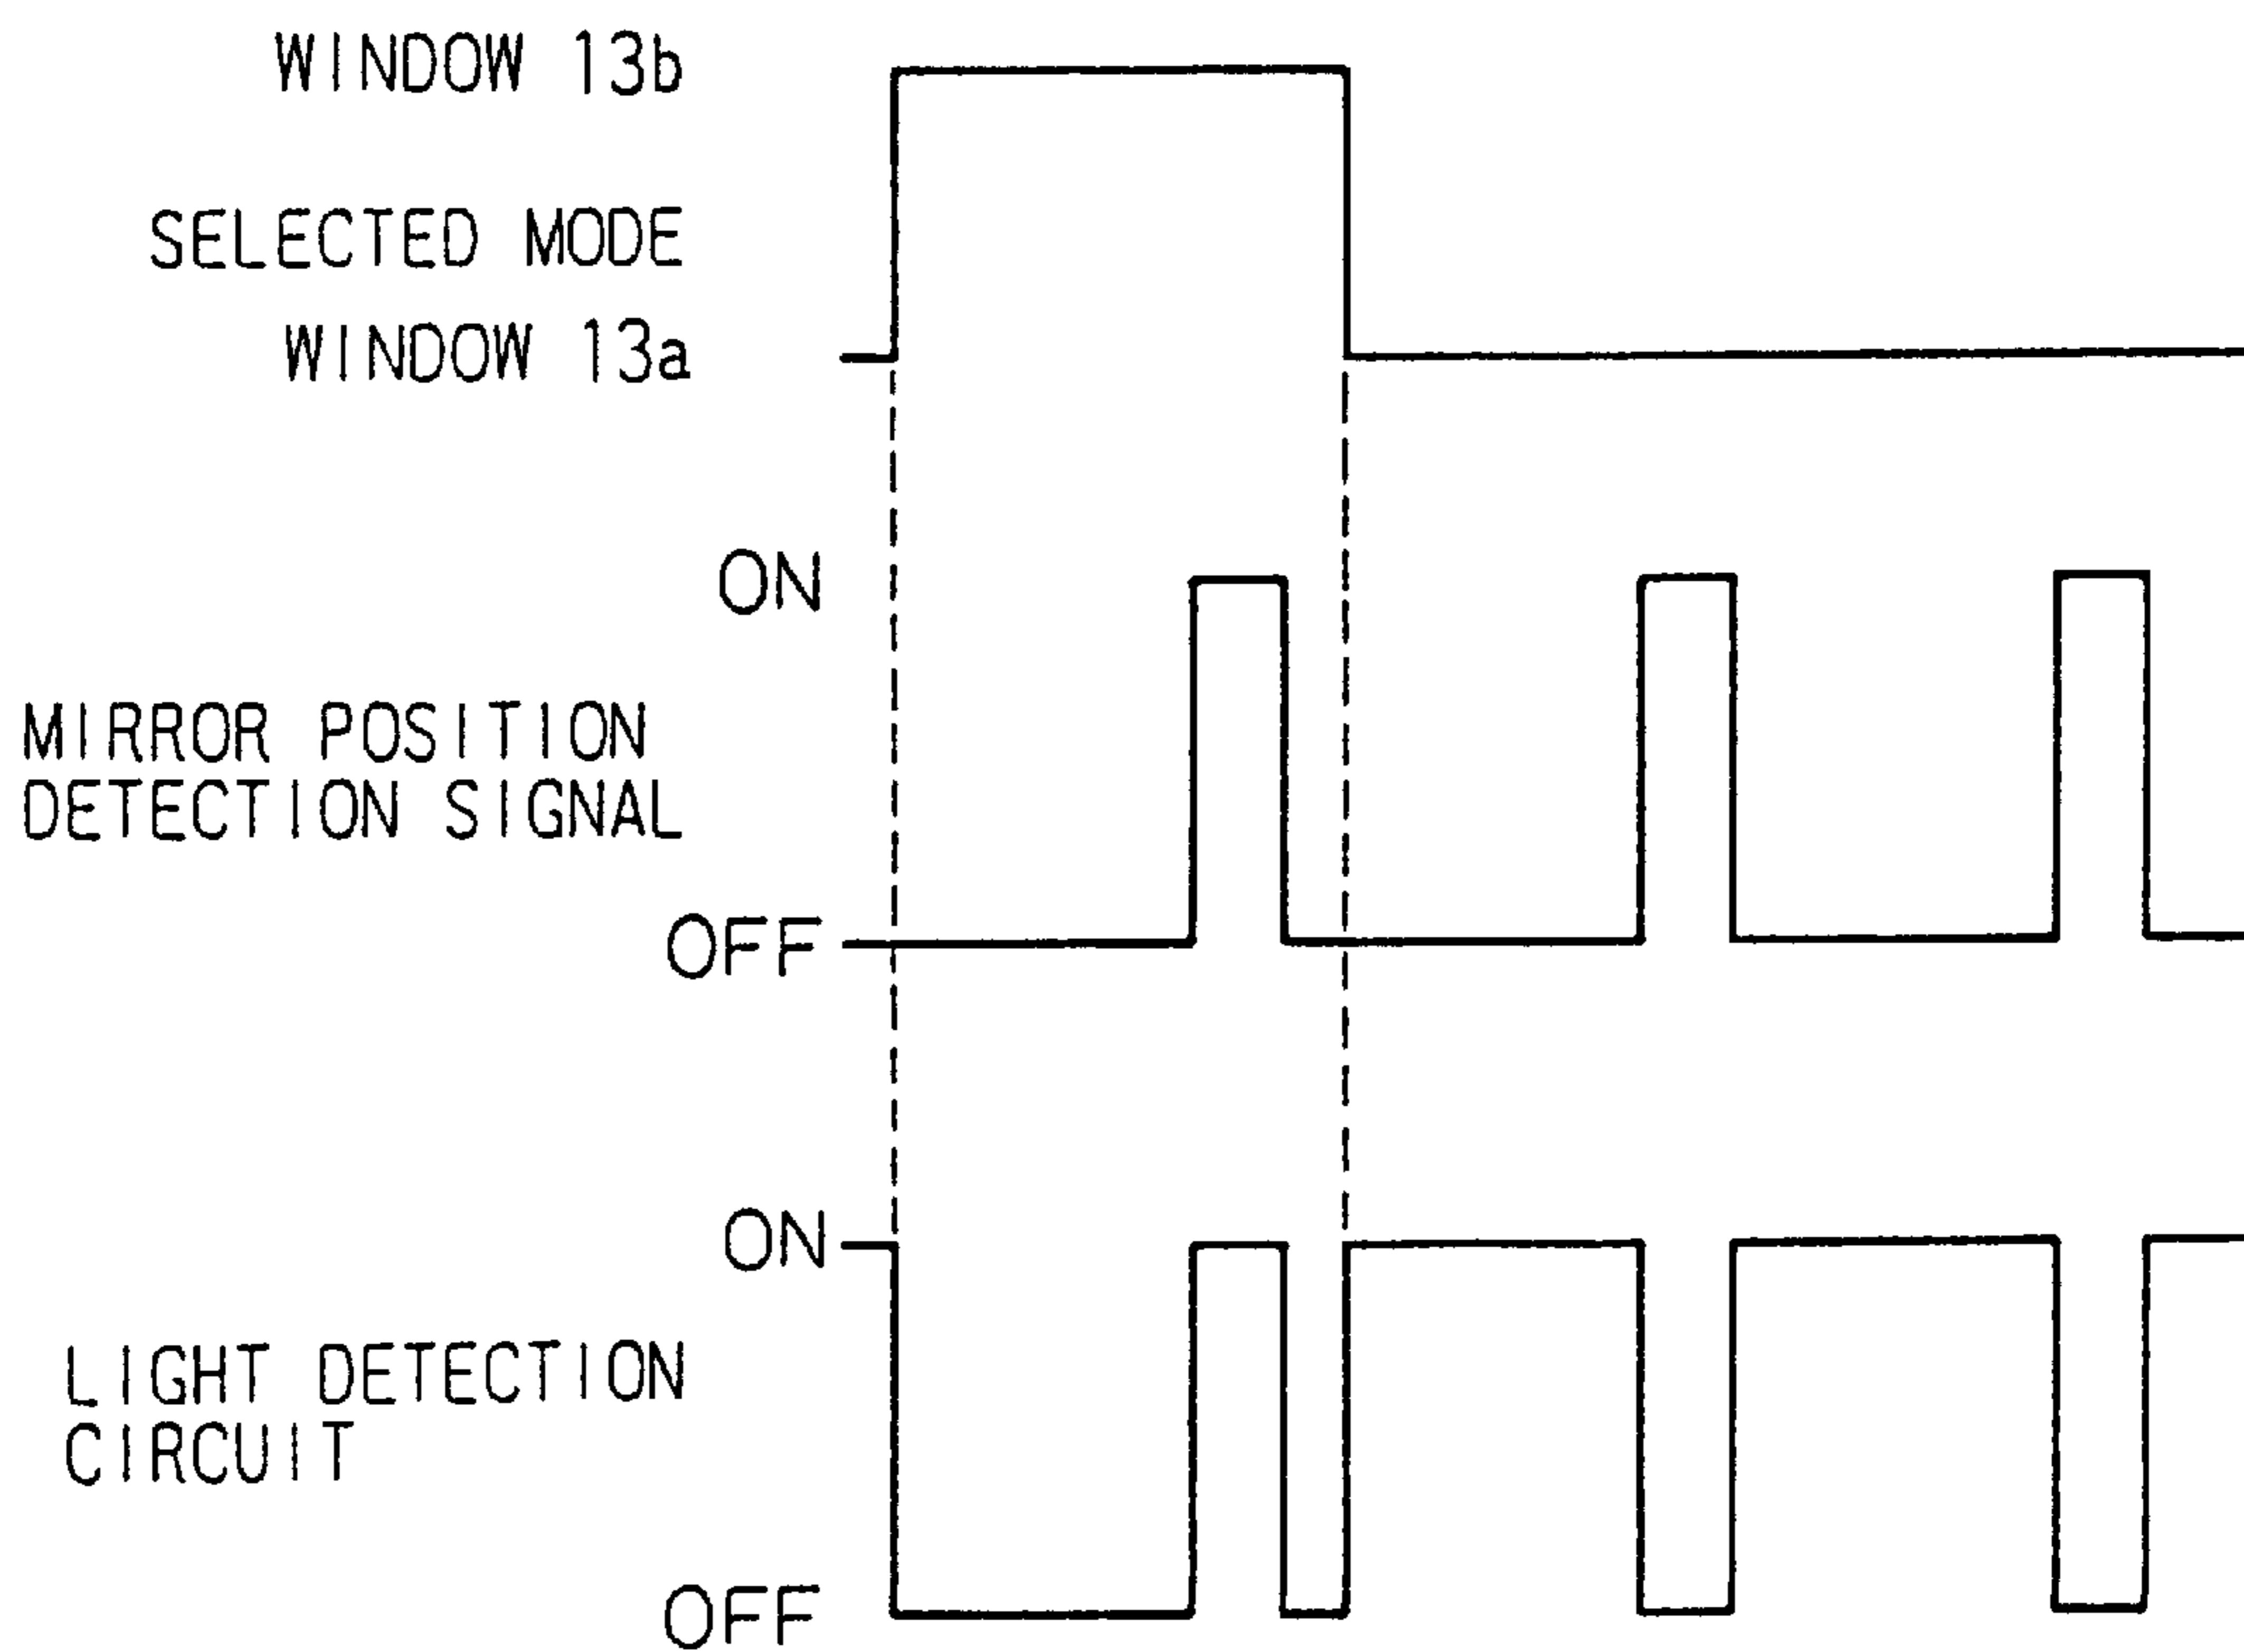 WINDOW 13b
SELECTED MODE
WINDOW 13a
ON
MIRROR POSITION
DETECTION SIGNAL
OFF
ON
LIGHT DETECTION
CIRCUIT
OFF